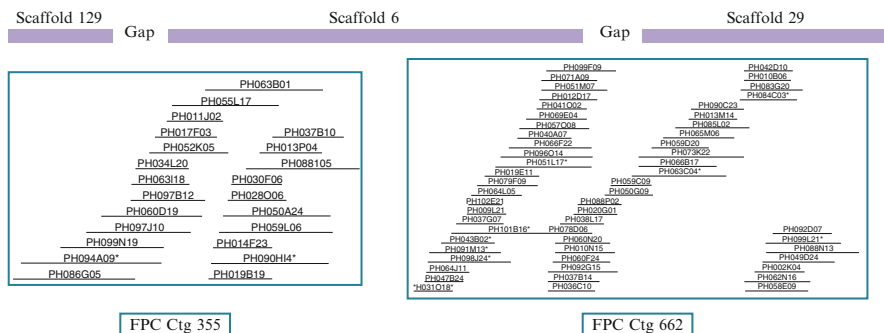 Scaffold 129 Scaffold 6 Scaffold 29
Gap Gap
PH063B01
PH055L17
PH011J02
PH017F03 PH037B10
PH052K05 PH013P04
PH034L20 PH088105
PH063I18 PH030F06
PH097B12 PH028O06
PH060D19 PH050A24
PH097J10 PH059L06
PH099N19 PH014F23
PH094A09* PH090HI4*
PH086G05 PH019B19
FPC Ctg 355
PH099F09 PH042D10
PH071A09 PH010B06
PH051M07 PH083G20
PH012D17 PH084C03*
PH041O02 PH090C23
PH069E04 PH013M14
PH057O08 PH085L02
PH040A07 PH065M06
PH066F22 PH059D20
PH096O14 PH073K22
PH051L17* PH066B17
PH019E11 PH063C04*
PH079F09 PH059C09
PH064L05 PH050G09
PH102E21 PH088P02
PH009L21 PH020G01
PH037G07 PH038L17
PH101B16* PH078D06 PH092D07
PH043B02* PH060N20 PH099L21*
PH091M13* PH010N15 PH088N13
PH098J24* PH060F24 PH049D24
PH064J11 PH092G15 PH002K04
PH047B24 PH037B14 PH062N16
*H031O18* PH036C10 PH058E09
FPC Ctg 662